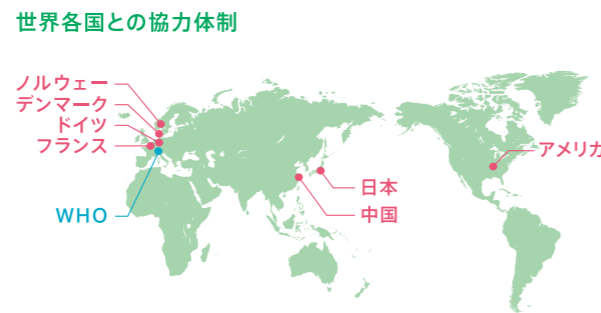 世界各国との協力体制
ノルウェー
デンマーク
ドイツ
フランス
WHO
日本
中国
アメリカ